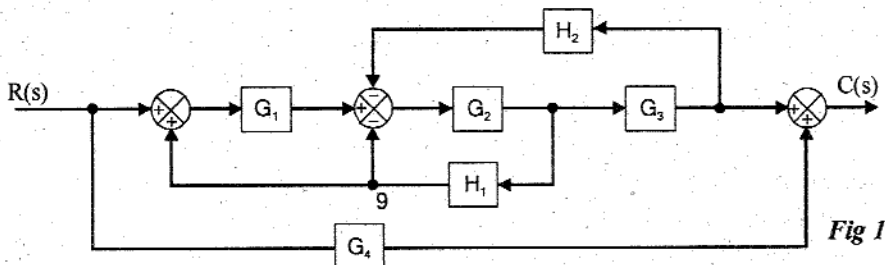 H₂
R(s)
C(s)
+
+
G₁
+
−
−
G₂
G₃
+
+
H₁
9
G₄
Fig 1